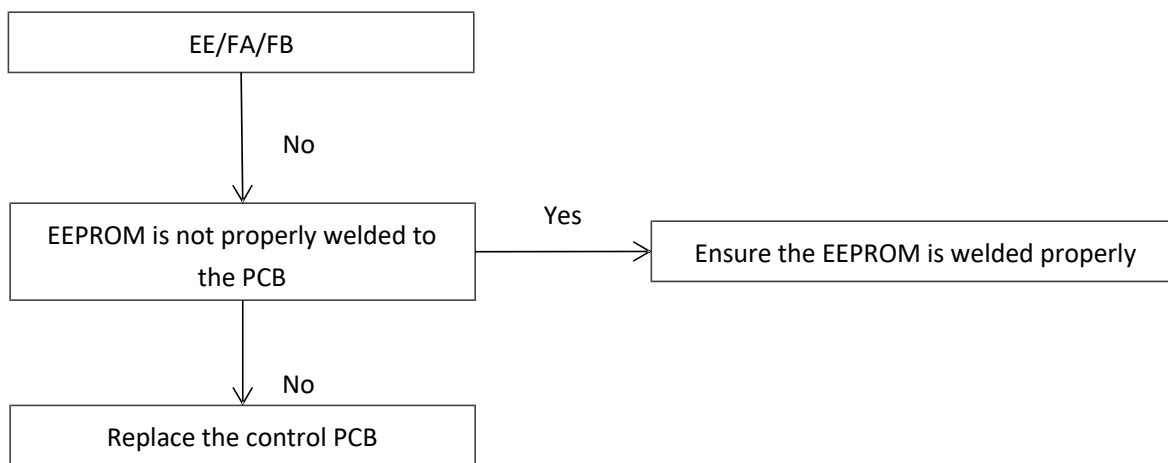 EE/FA/FB
No
EEPROM is not properly welded to
the PCB
Yes
Ensure the EEPROM is welded properly
No
Replace the control PCB